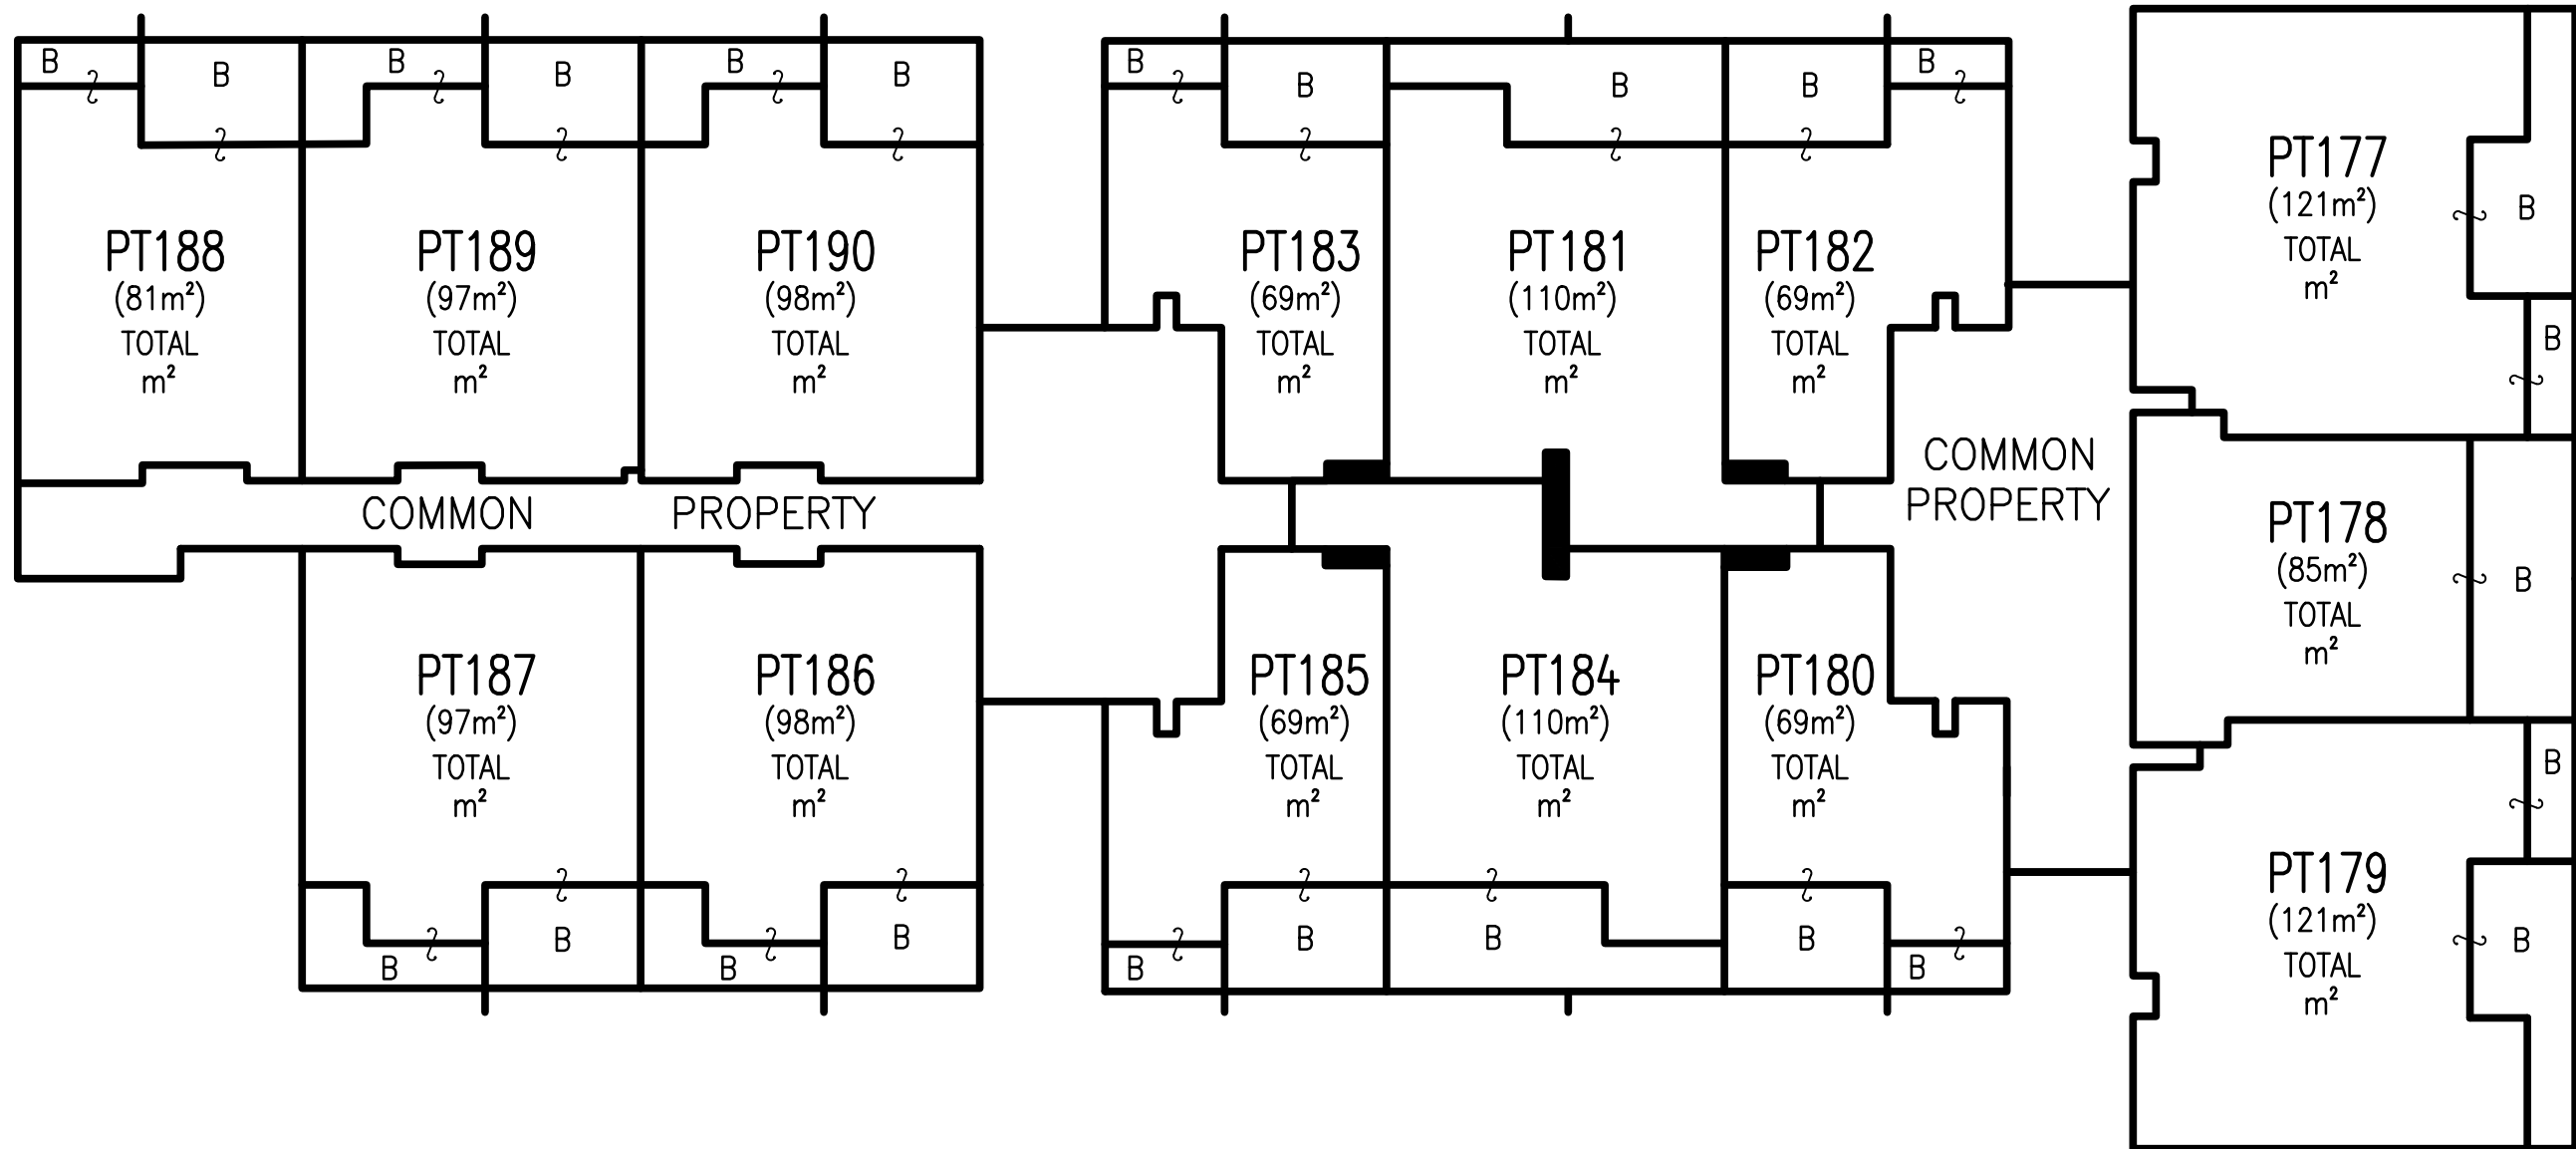 B
B
B
B
B
B
PT188
(81m²)
TOTAL
m²
PT189
(97m²)
TOTAL
m²
PT190
(98m²)
TOTAL
m²
COMMON PROPERTY
PT187
(97m²)
TOTAL
m²
PT186
(98m²)
TOTAL
m²
B
B
B
B
B
B
B
B
B
PT183
(69m²)
TOTAL
m²
PT181
(110m²)
TOTAL
m²
PT182
(69m²)
TOTAL
m²
COMMON
PROPERTY
PT185
(69m²)
TOTAL
m²
PT184
(110m²)
TOTAL
m²
PT180
(69m²)
TOTAL
m²
B
B
B
B
B
PT177
(121m²)
TOTAL
m²
B
B
PT178
(85m²)
TOTAL
m²
B
B
PT179
(121m²)
TOTAL
m²
B